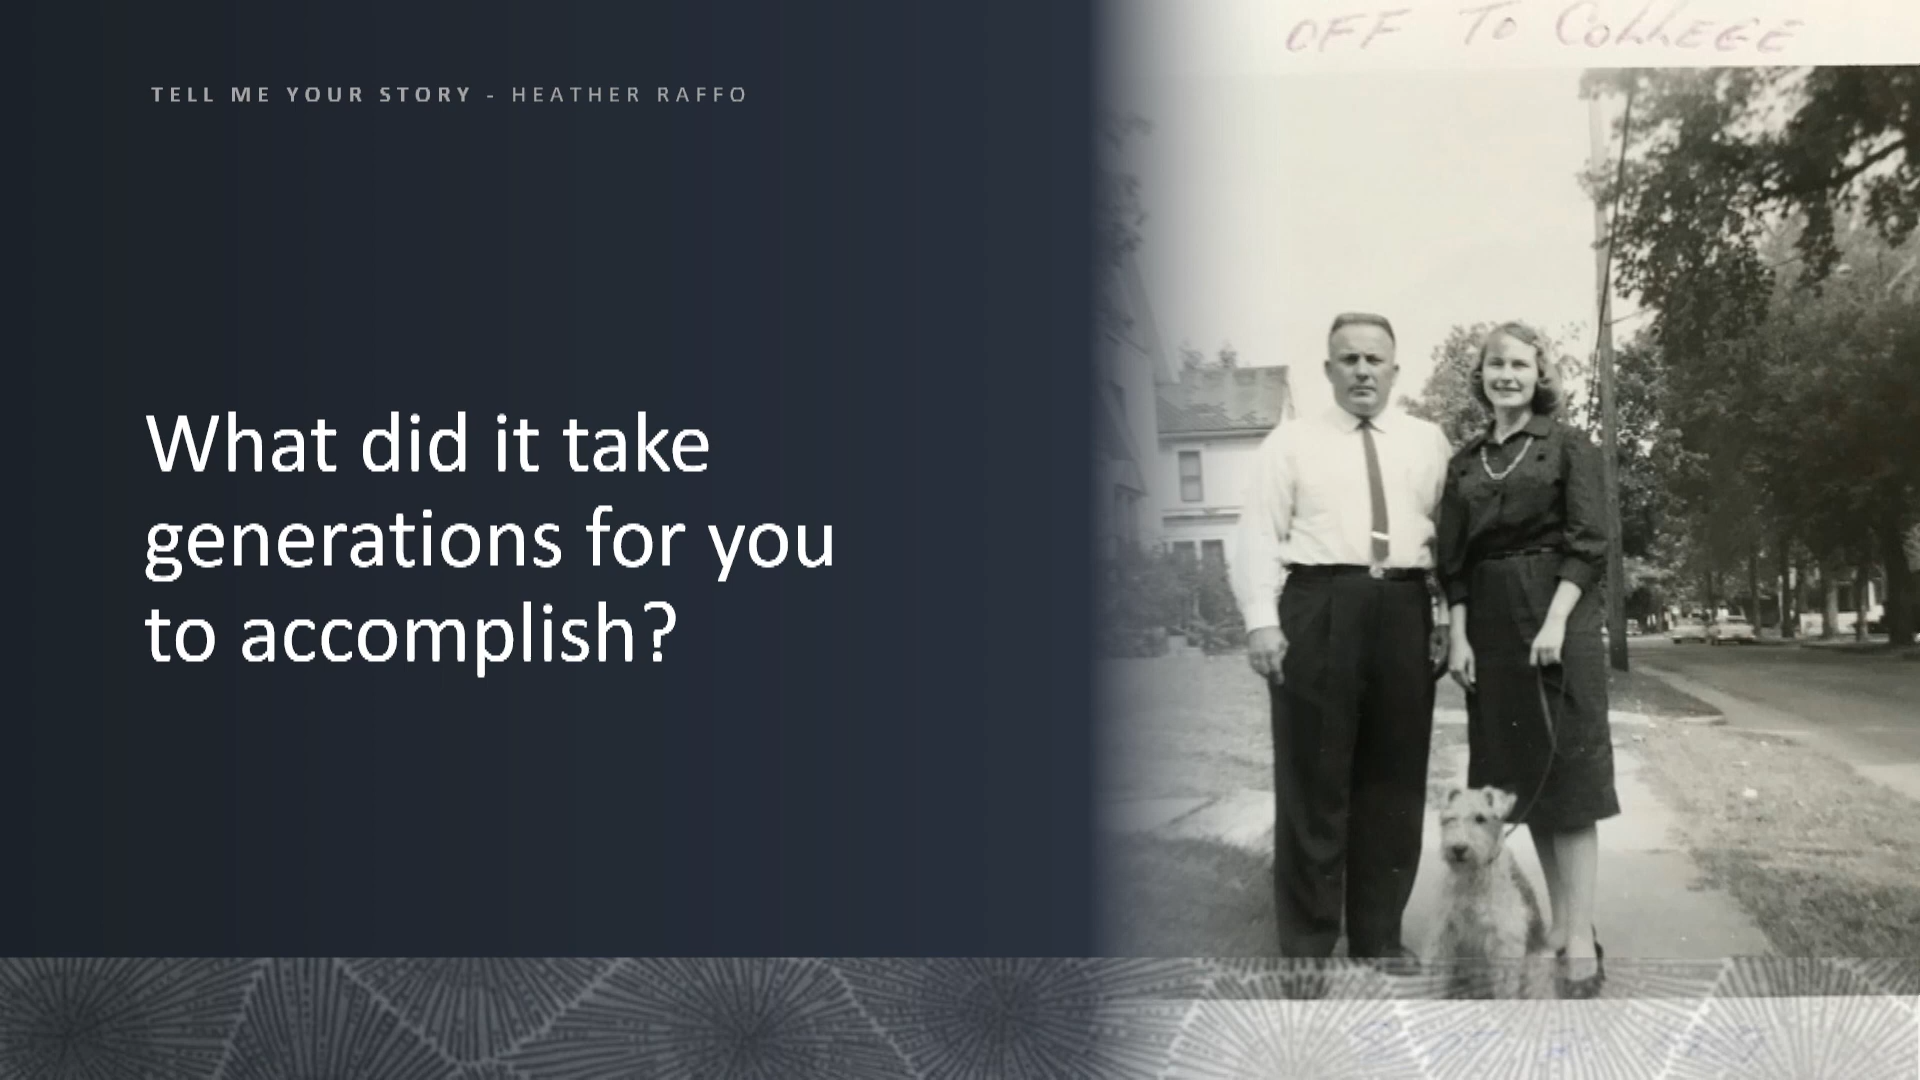 OFF TO COLLEGE
TELL ME YOUR STORY - HEATHER RAFFO
What did it take
generations for you
to accomplish?